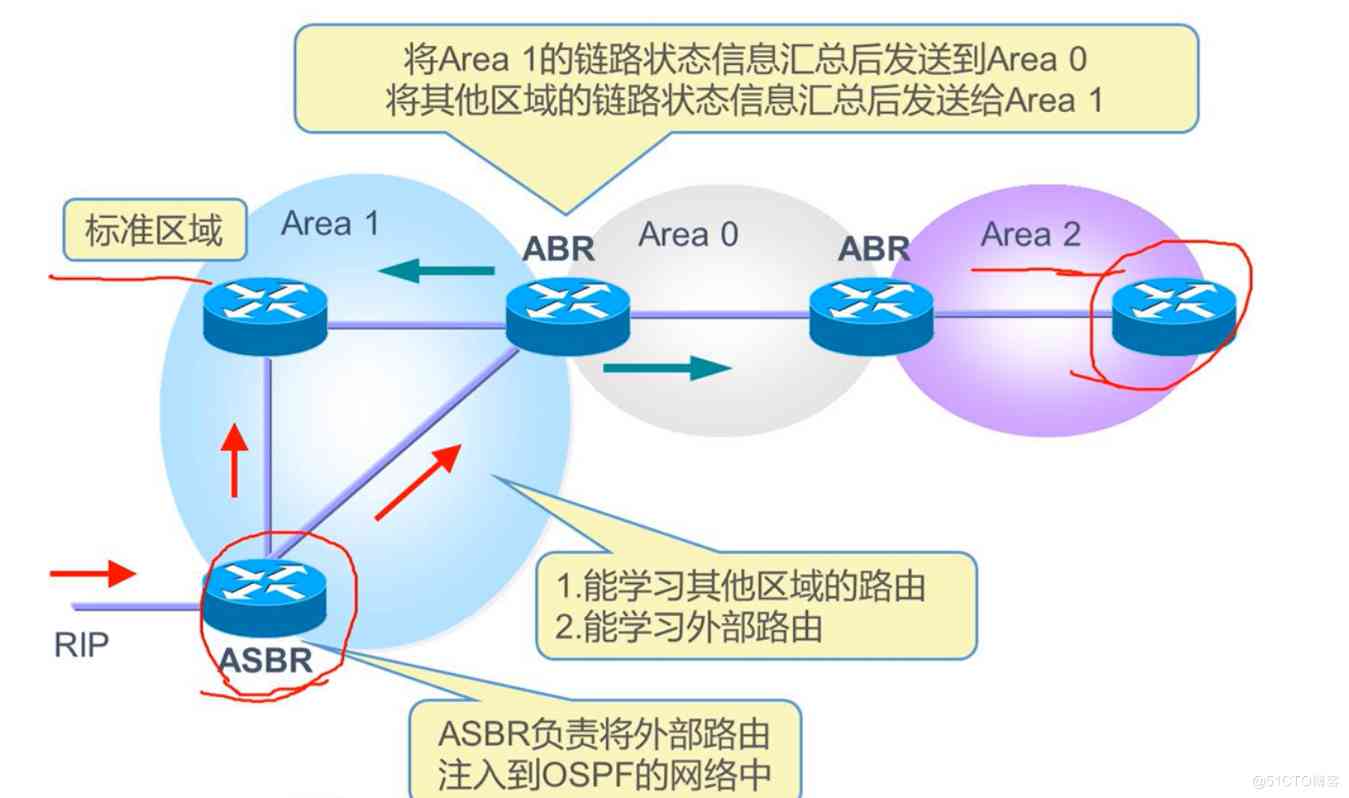 将Area 1的链路状态信息汇总后发送到Area 0
将其他区域的链路状态信息汇总后发送给Area 1
标准区域
Area 1
ABR
Area 0
ABR
Area 2
1.能学习其他区域的路由
2.能学习外部路由
RIP
ASBR
ASBR负责将外部路由
注入到OSPF的网络中
@51CTO博客